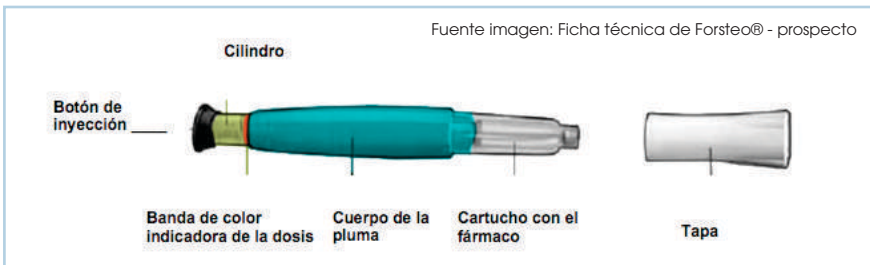 Fuente imagen: Ficha técnica de Forsteo® - prospecto
Cilindro
Botón de
inyección
Banda de color
indicadora de la dosis
Cuerpo de la
pluma
Cartucho con el
fármaco
Tapa